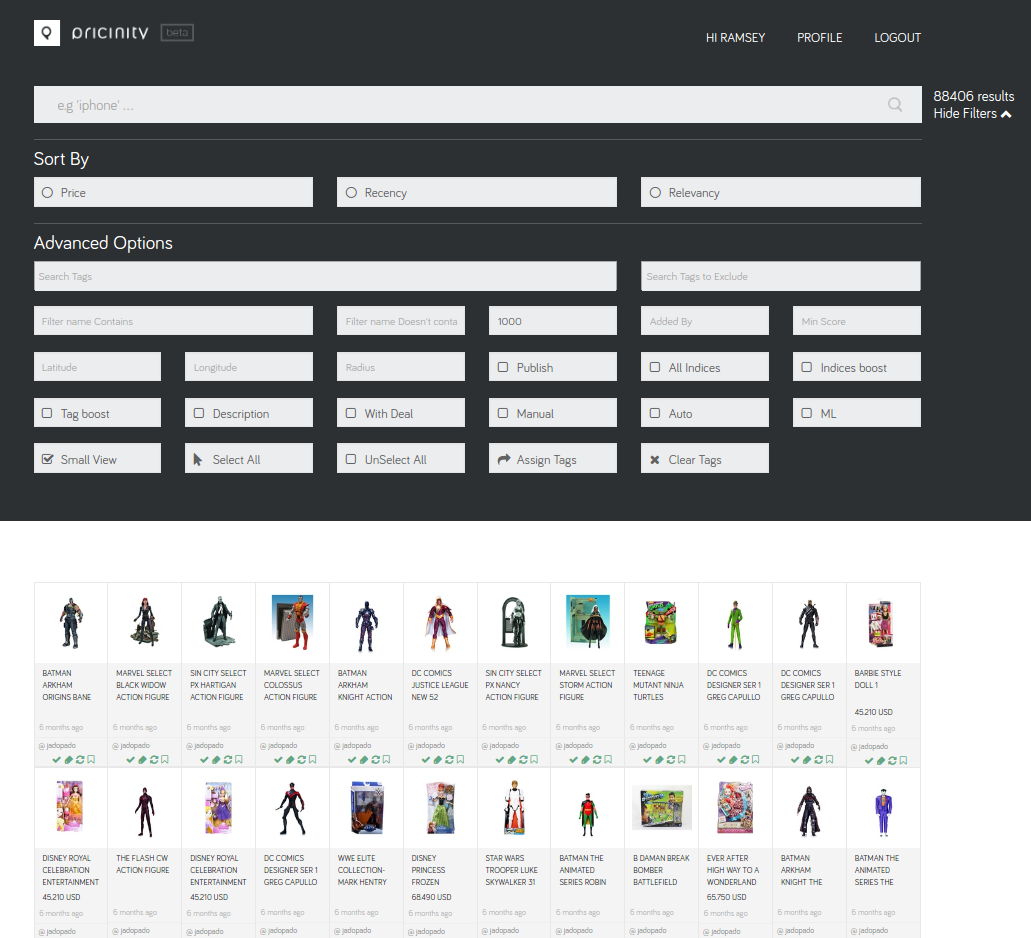 pricinity beta
HI RAMSEY PROFILE LOGOUT
e.g 'iphone' ...
88406 results
Hide Filters
Sort By
Price Recency Relevancy
Advanced Options
Search Tags Search Tags to Exclude
Filter name Contains Filter name Doesn't conta 1000 Added By Min Score
Latitude Longitude Radius Publish All Indices Indices boost
Tag boost Description With Deal Manual Auto ML
Small View Select All UnSelect All Assign Tags Clear Tags
BATMAN MARVEL SELECT SIN CITY SELECT MARVEL SELECT BATMAN DC COMICS SIN CITY SELECT MARVEL SELECT TEENAGE DC COMICS DC COMICS BARBIE STYLE
ARKHAM BLACK WIDOW PX HARTIGAN COLOSSUS ARKHAM JUSTICE LEAGUE PX NANCY STORM ACTION MUTANT NINJA DESIGNER SER 1 DESIGNER SER 1 DOLL 1
ORIGINS BANE ACTION FIGURE ACTION FIGURE ACTION FIGURE KNIGHT ACTION NEW 52 ACTION FIGURE FIGURE TURTLES GREG CAPULLO GREG CAPULLO
45.210 USD
6 months ago 6 months ago 6 months ago 6 months ago 6 months ago 6 months ago 6 months ago 6 months ago 6 months ago 6 months ago 6 months ago 6 months ago
@ jadopado @ jadopado @ jadopado @ jadopado @ jadopado @ jadopado @ jadopado @ jadopado @ jadopado @ jadopado @ jadopado @ jadopado
DISNEY ROYAL THE FLASH CW DISNEY ROYAL DC COMICS WWE ELITE DISNEY STAR WARS BATMAN THE B DAMAN BREAK EVER AFTER BATMAN BATMAN THE
CELEBRATION ACTION FIGURE CELEBRATION DESIGNER SER 1 COLLECTION- PRINCESS TROOPER LUKE ANIMATED BOMBER HIGH WAY TO A ARKHAM ANIMATED
ENTERTAINMENT ENTERTAINMENT GREG CAPULLO MARK HENTRY FROZEN SKYWALKER 31 SERIES ROBIN BATTLEFIELD WONDERLAND KNIGHT THE SERIES THE
45.210 USD 45.210 USD 68.490 USD 65.750 USD
6 months ago 6 months ago 6 months ago 6 months ago 6 months ago 6 months ago 6 months ago 6 months ago 6 months ago 6 months ago 6 months ago 6 months ago
@ jadopado @ jadopado @ jadopado @ jadopado @ jadopado @ jadopado @ jadopado @ jadopado @ jadopado @ jadopado @ jadopado @ jadopado